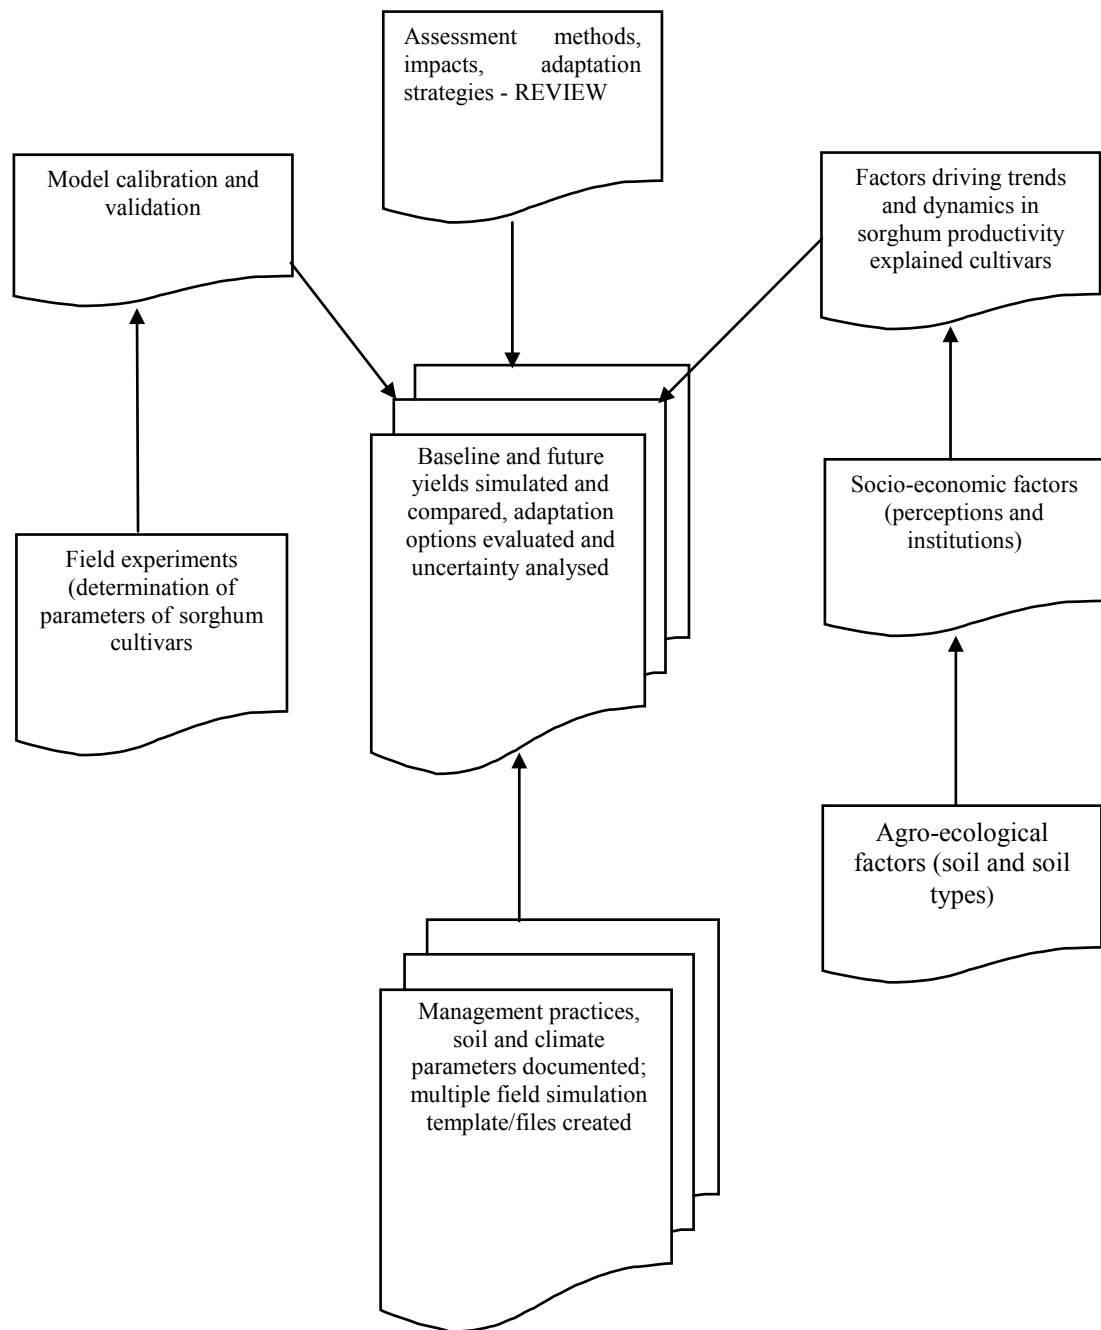 Assessment methods,
impacts, adaptation
strategies - REVIEW
Model calibration and
validation
Factors driving trends
and dynamics in
sorghum productivity
explained cultivars
Baseline and future
yields simulated and
compared, adaptation
options evaluated and
uncertainty analysed
Socio-economic factors
(perceptions and
institutions)
Field experiments
(determination of
parameters of sorghum
cultivars
Agro-ecological
factors (soil and soil
types)
Management practices,
soil and climate
parameters documented;
multiple field simulation
template/files created